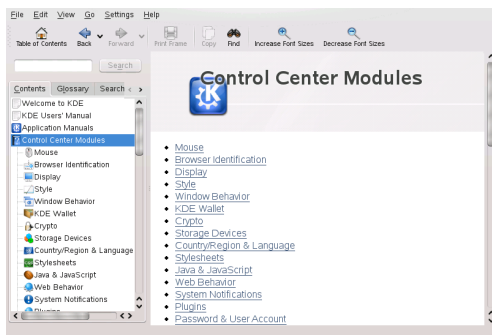 File Edit View Go Settings Help
Table of Contents Back Forward Print Frame Copy Find Increase Font Sizes Decrease Font Sizes
Search
Contents Glossary Search
Welcome to KDE
KDE Users' Manual
Application Manuals
Control Center Modules
Mouse
Browser Identification
Display
Style
Window Behavior
KDE Wallet
Crypto
Storage Devices
Country/Region & Language
Stylesheets
Java & JavaScript
Web Behavior
System Notifications
Plugins
Control Center Modules
Mouse
Browser Identification
Display
Style
Window Behavior
KDE Wallet
Crypto
Storage Devices
Country/Region & Language
Stylesheets
Java & JavaScript
Web Behavior
System Notifications
Plugins
Password & User Account